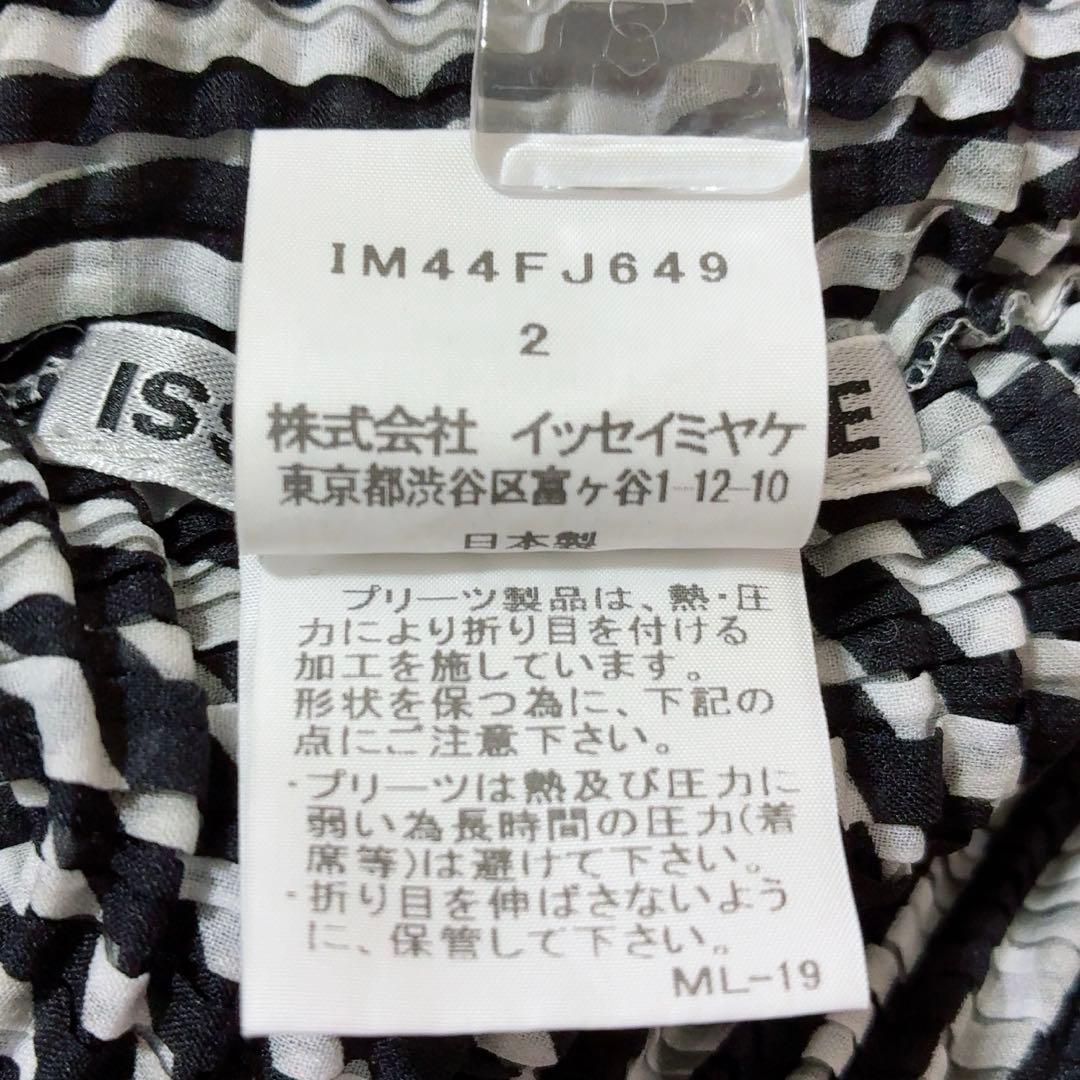 IM44FJ649
2
株式会社 イッセイミヤケ
東京都渋谷区富ヶ谷1-12-10
日本製
プリーツ製品は、熱・圧
力により折り目を付ける
加工を施しています。
形状を保つ為に、下記の
点にご注意下さい。
・プリーツは熱及び圧力に
弱い為長時間の圧力(着
席等)は避けて下さい。
・折り目を伸ばさないよう
に、保管して下さい。
ML-19